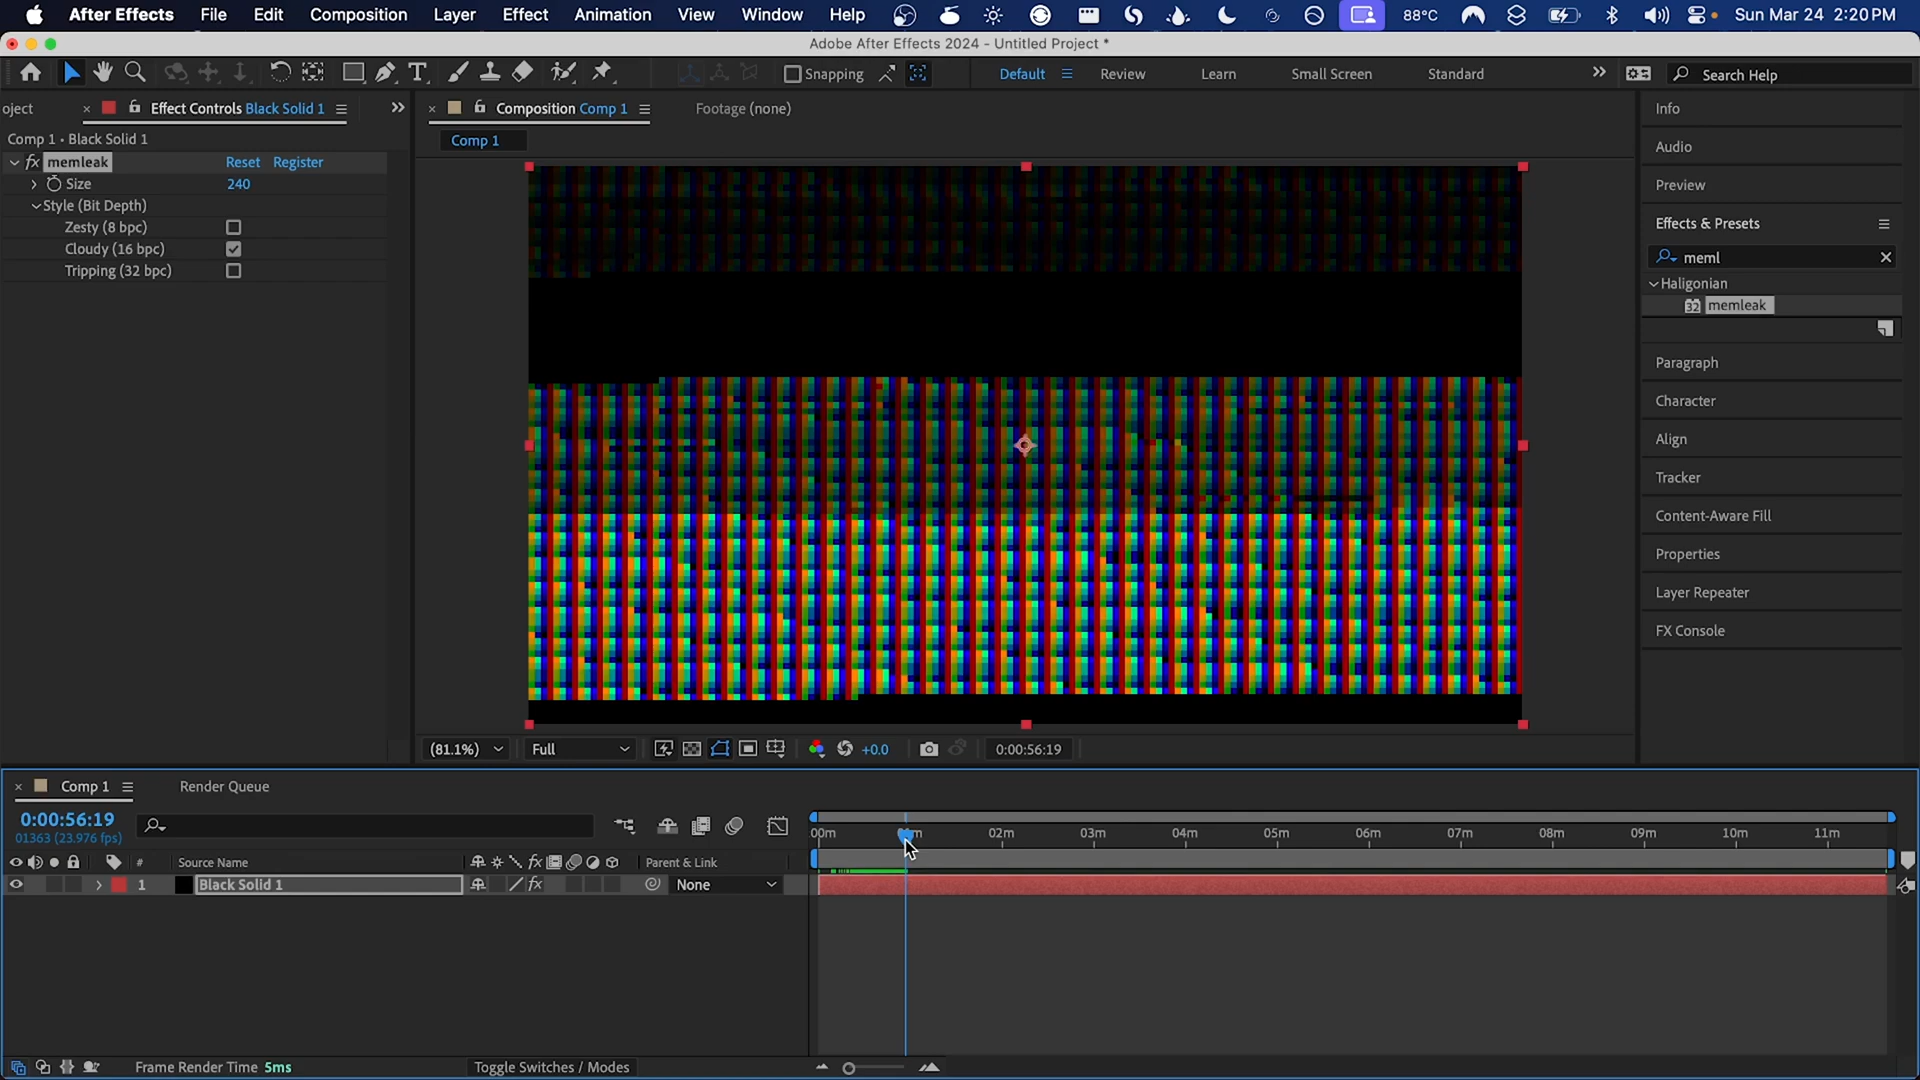 After Effects File Edit Composition Layer Effect Animation View Window Help 88°C Sun Mar 24 2:20 PM
Adobe After Effects 2024 - Untitled Project *
T Snapping Default Review Learn Small Screen Standard Search Help
oject Effect Controls Black Solid 1 Composition Comp 1 Footage (none) Info
Comp 1 • Black Solid 1 Comp 1 Audio
fx memleak Reset Register
Size 240 Preview
Style (Bit Depth)
Zesty (8 bpc) Effects & Presets
Cloudy (16 bpc) meml
Tripping (32 bpc) Haligonian
32 memleak
Paragraph
Character
Align
Tracker
Content-Aware Fill
Properties
Layer Repeater
FX Console
(81.1%) Full +0.0 0:00:56:19
Comp 1 Render Queue
0:00:56:19
01363 (23.976 fps) 00m 02m 03m 04m 05m 06m 07m 08m 09m 10m 11m
# Source Name fx Parent & Link
1 Black Solid 1 fx None
Frame Render Time 5ms Toggle Switches / Modes